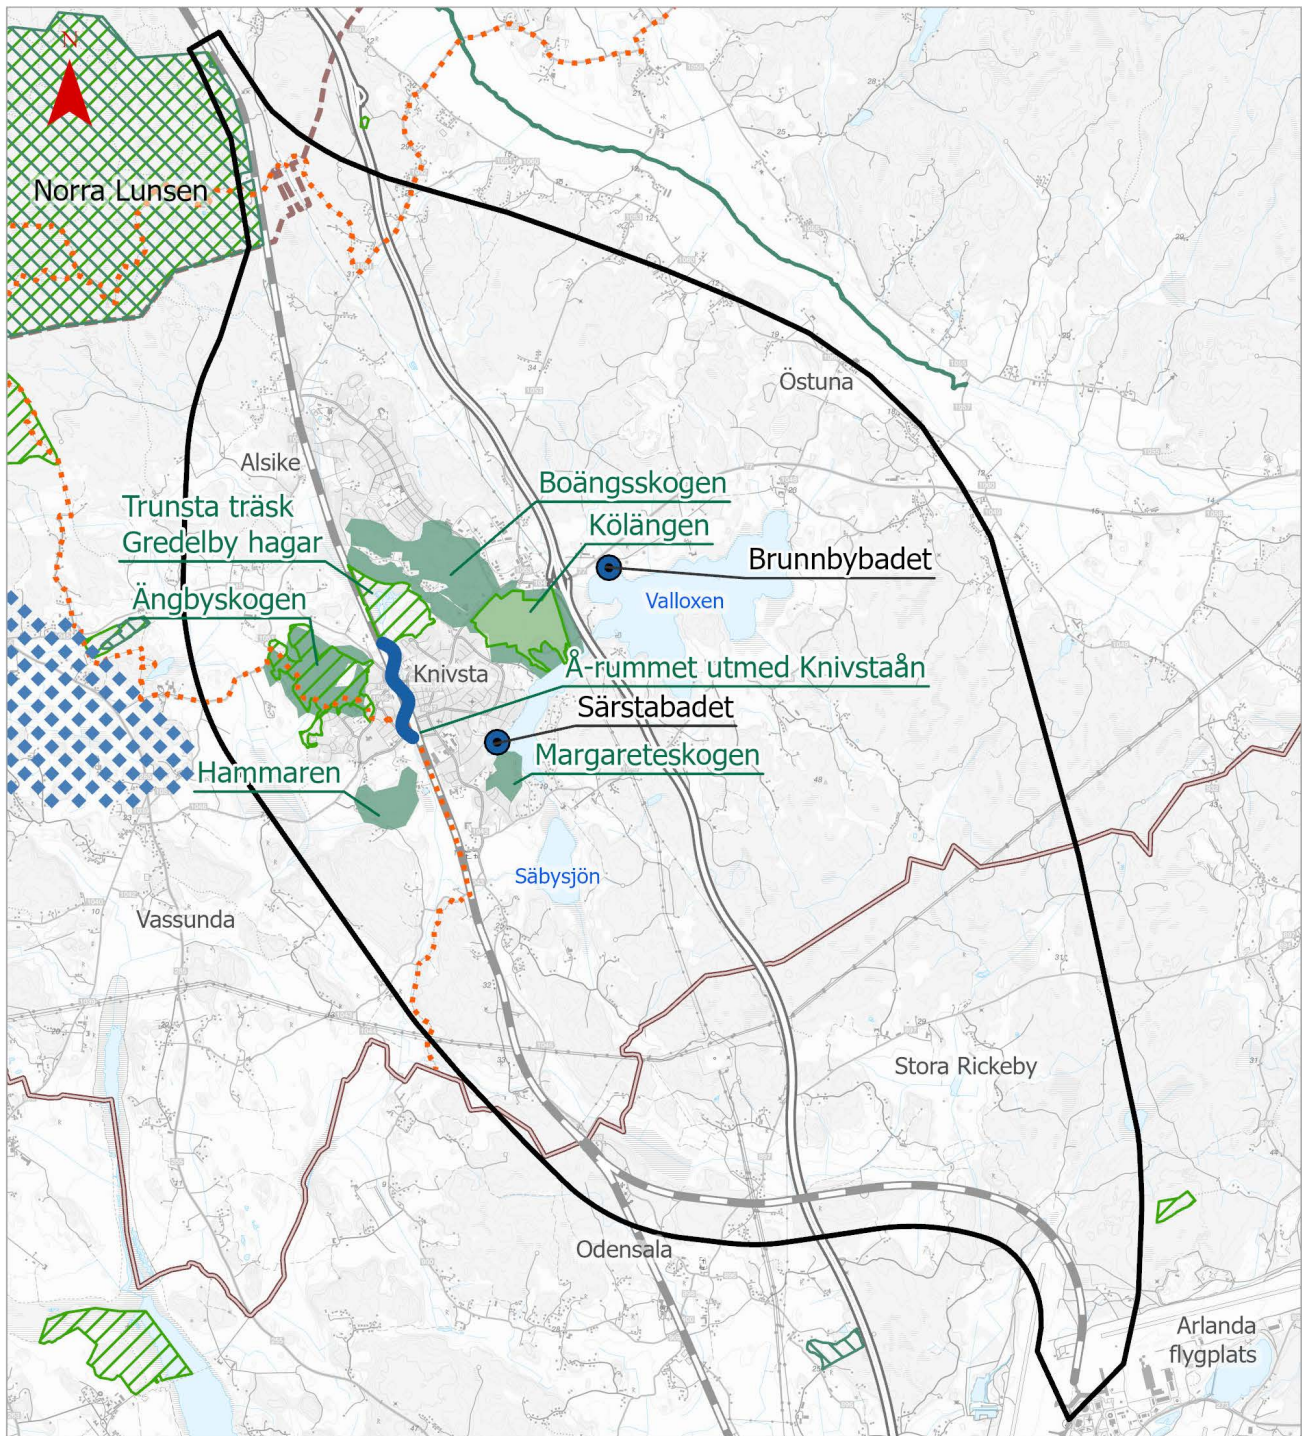 N
Norra Lunsen
Östuna
Alsike
Boängsskogen
Trunsta träsk
Gredelby hagar
Kölängen
Brunnbybadet
Ängbyskogen
Valloxen
Knivsta
Å-rummet utmed Knivstaån
Särstabadet
Margareteskogen
Hammaren
Säbysjön
Vassunda
Stora Rickeby
Odensala
Arlanda
flygplats